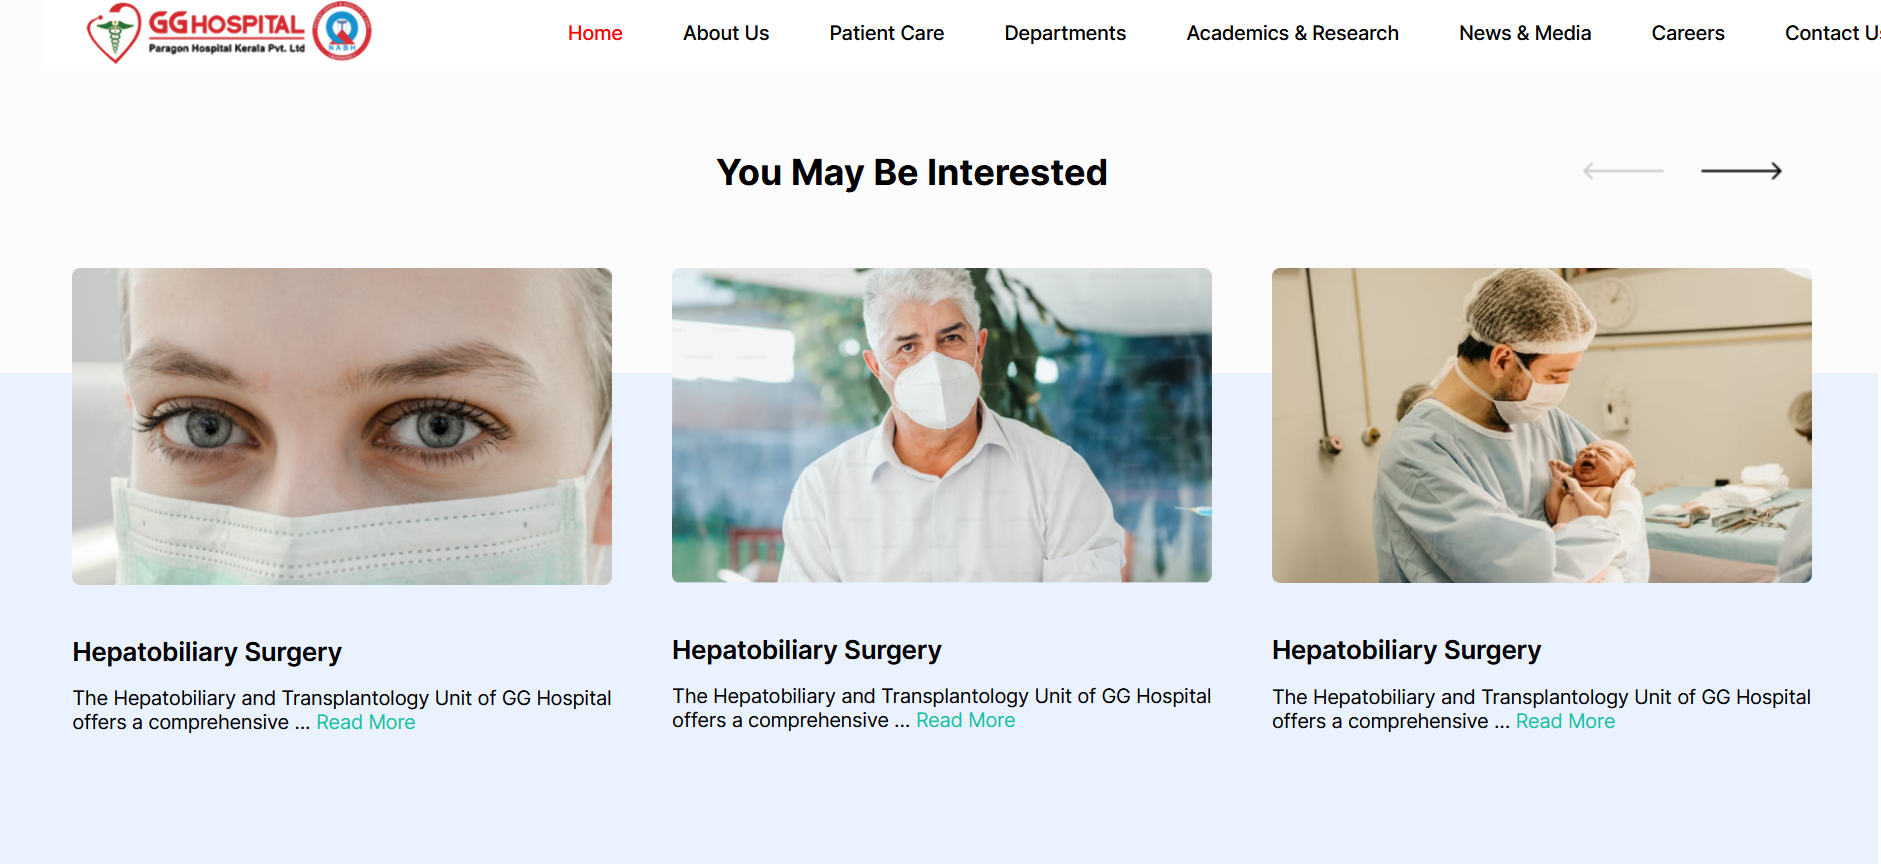 GG HOSPITAL
Paragon Hospital Kerala Pvt. Ltd
NABH
Home About Us Patient Care Departments Academics & Research News & Media Careers Contact Us
You May Be Interested
Hepatobiliary Surgery
The Hepatobiliary and Transplantology Unit of GG Hospital
offers a comprehensive ... Read More
Hepatobiliary Surgery
The Hepatobiliary and Transplantology Unit of GG Hospital
offers a comprehensive ... Read More
Hepatobiliary Surgery
The Hepatobiliary and Transplantology Unit of GG Hospital
offers a comprehensive ... Read More